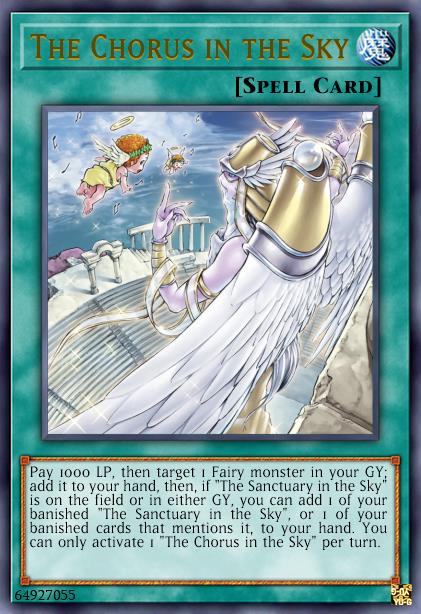 The Chorus in the Sky
魔
[Spell Card]
Pay 1000 LP, then target 1 Fairy monster in your GY;
add it to your hand, then, if "The Sanctuary in the Sky"
is on the field or in either GY, you can add 1 of your
banished "The Sanctuary in the Sky", or 1 of your
banished cards that mentions it, to your hand. You
can only activate 1 "The Chorus in the Sky" per turn.
64927055